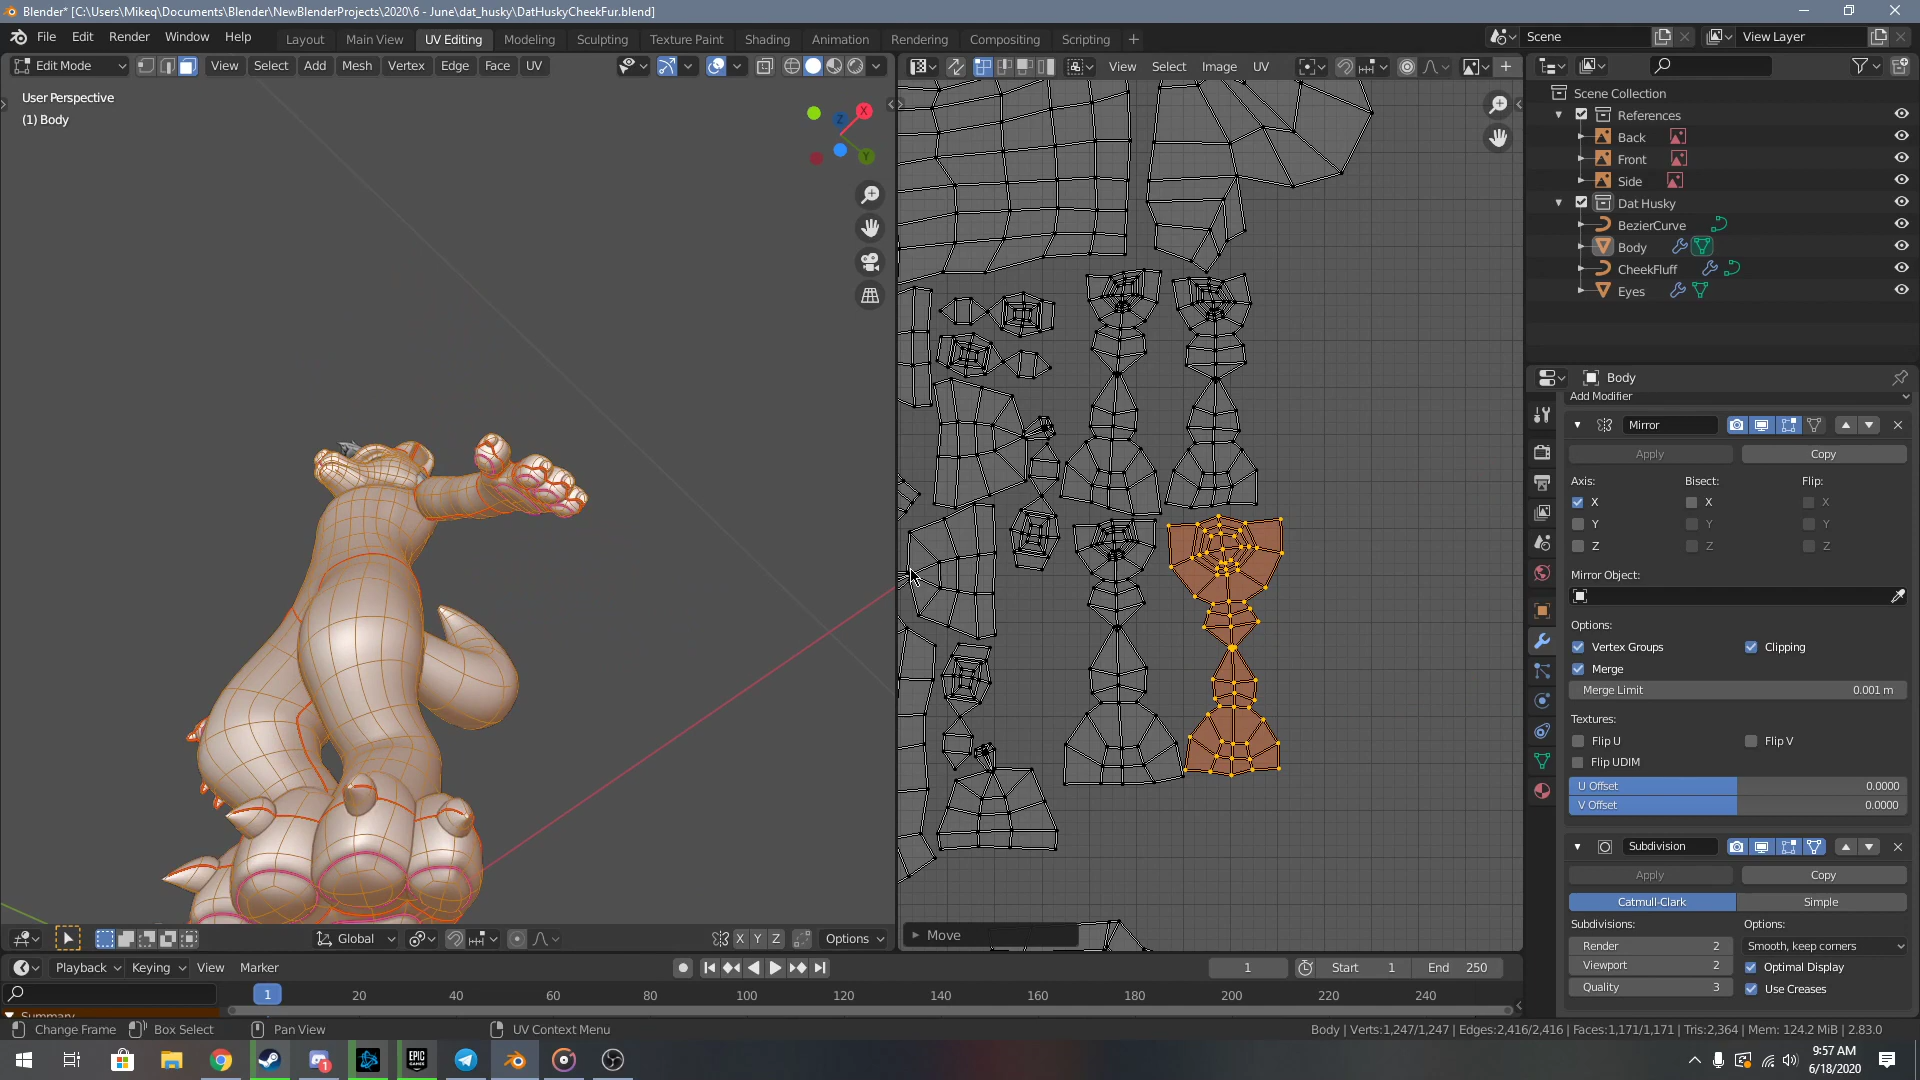 Blender* [C:\Users\Mikeq\Documents\Blender\NewBlenderProjects\2020\6 - June\dat_husky\DatHuskyCheekFur.blend]
File Edit Render Window Help
Layout Main View UV Editing Modeling Sculpting Texture Paint Shading Animation Rendering Compositing Scripting +
Scene
View Layer
Edit Mode View Select Add Mesh Vertex Edge Face UV
View Select Image UV
User Perspective
(1) Body
X
Y
Z
Scene Collection
References
Back
Front
Side
Dat Husky
BezierCurve
Body
CheekFluff
Eyes
Body
Add Modifier
Mirror
Apply Copy
Axis: Bisect: Flip:
X X X
Y Y Y
Z Z Z
Mirror Object:
Options:
Vertex Groups Clipping
Merge
Merge Limit 0.001 m
Textures:
Flip U Flip V
Flip UDIM
U Offset 0.0000
V Offset 0.0000
Subdivision
Apply Copy
Catmull-Clark Simple
Subdivisions: Options:
Render 2 Smooth, keep corners
Viewport 2 Optimal Display
Quality 3 Use Creases
Global X Y Z Options
Move
Playback Keying View Marker
1 Start 1 End 250
1 20 40 60 80 100 120 140 160 180 200 220 240
Summary
Change Frame Box Select Pan View UV Context Menu
Body | Verts:1,247/1,247 | Edges:2,416/2,416 | Faces:1,171/1,171 | Tris:2,364 | Mem: 124.2 MiB | 2.83.0
EPIC
GAMES
1
9:57 AM
6/18/2020